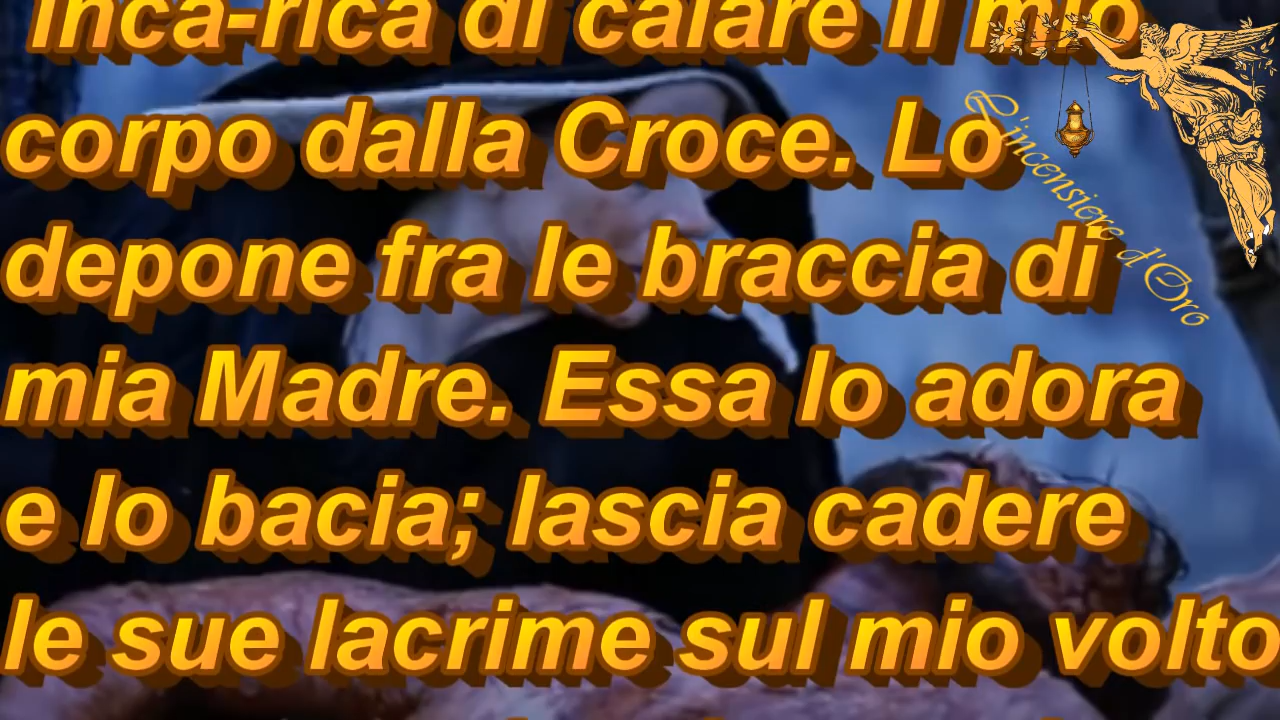 inca-rica di calare il mio
corpo dalla Croce. Lo
depone fra le braccia di
mia Madre. Essa lo adora
e lo bacia; lascia cadere
le sue lacrime sul mio volto
L'inconsiere d'Oro